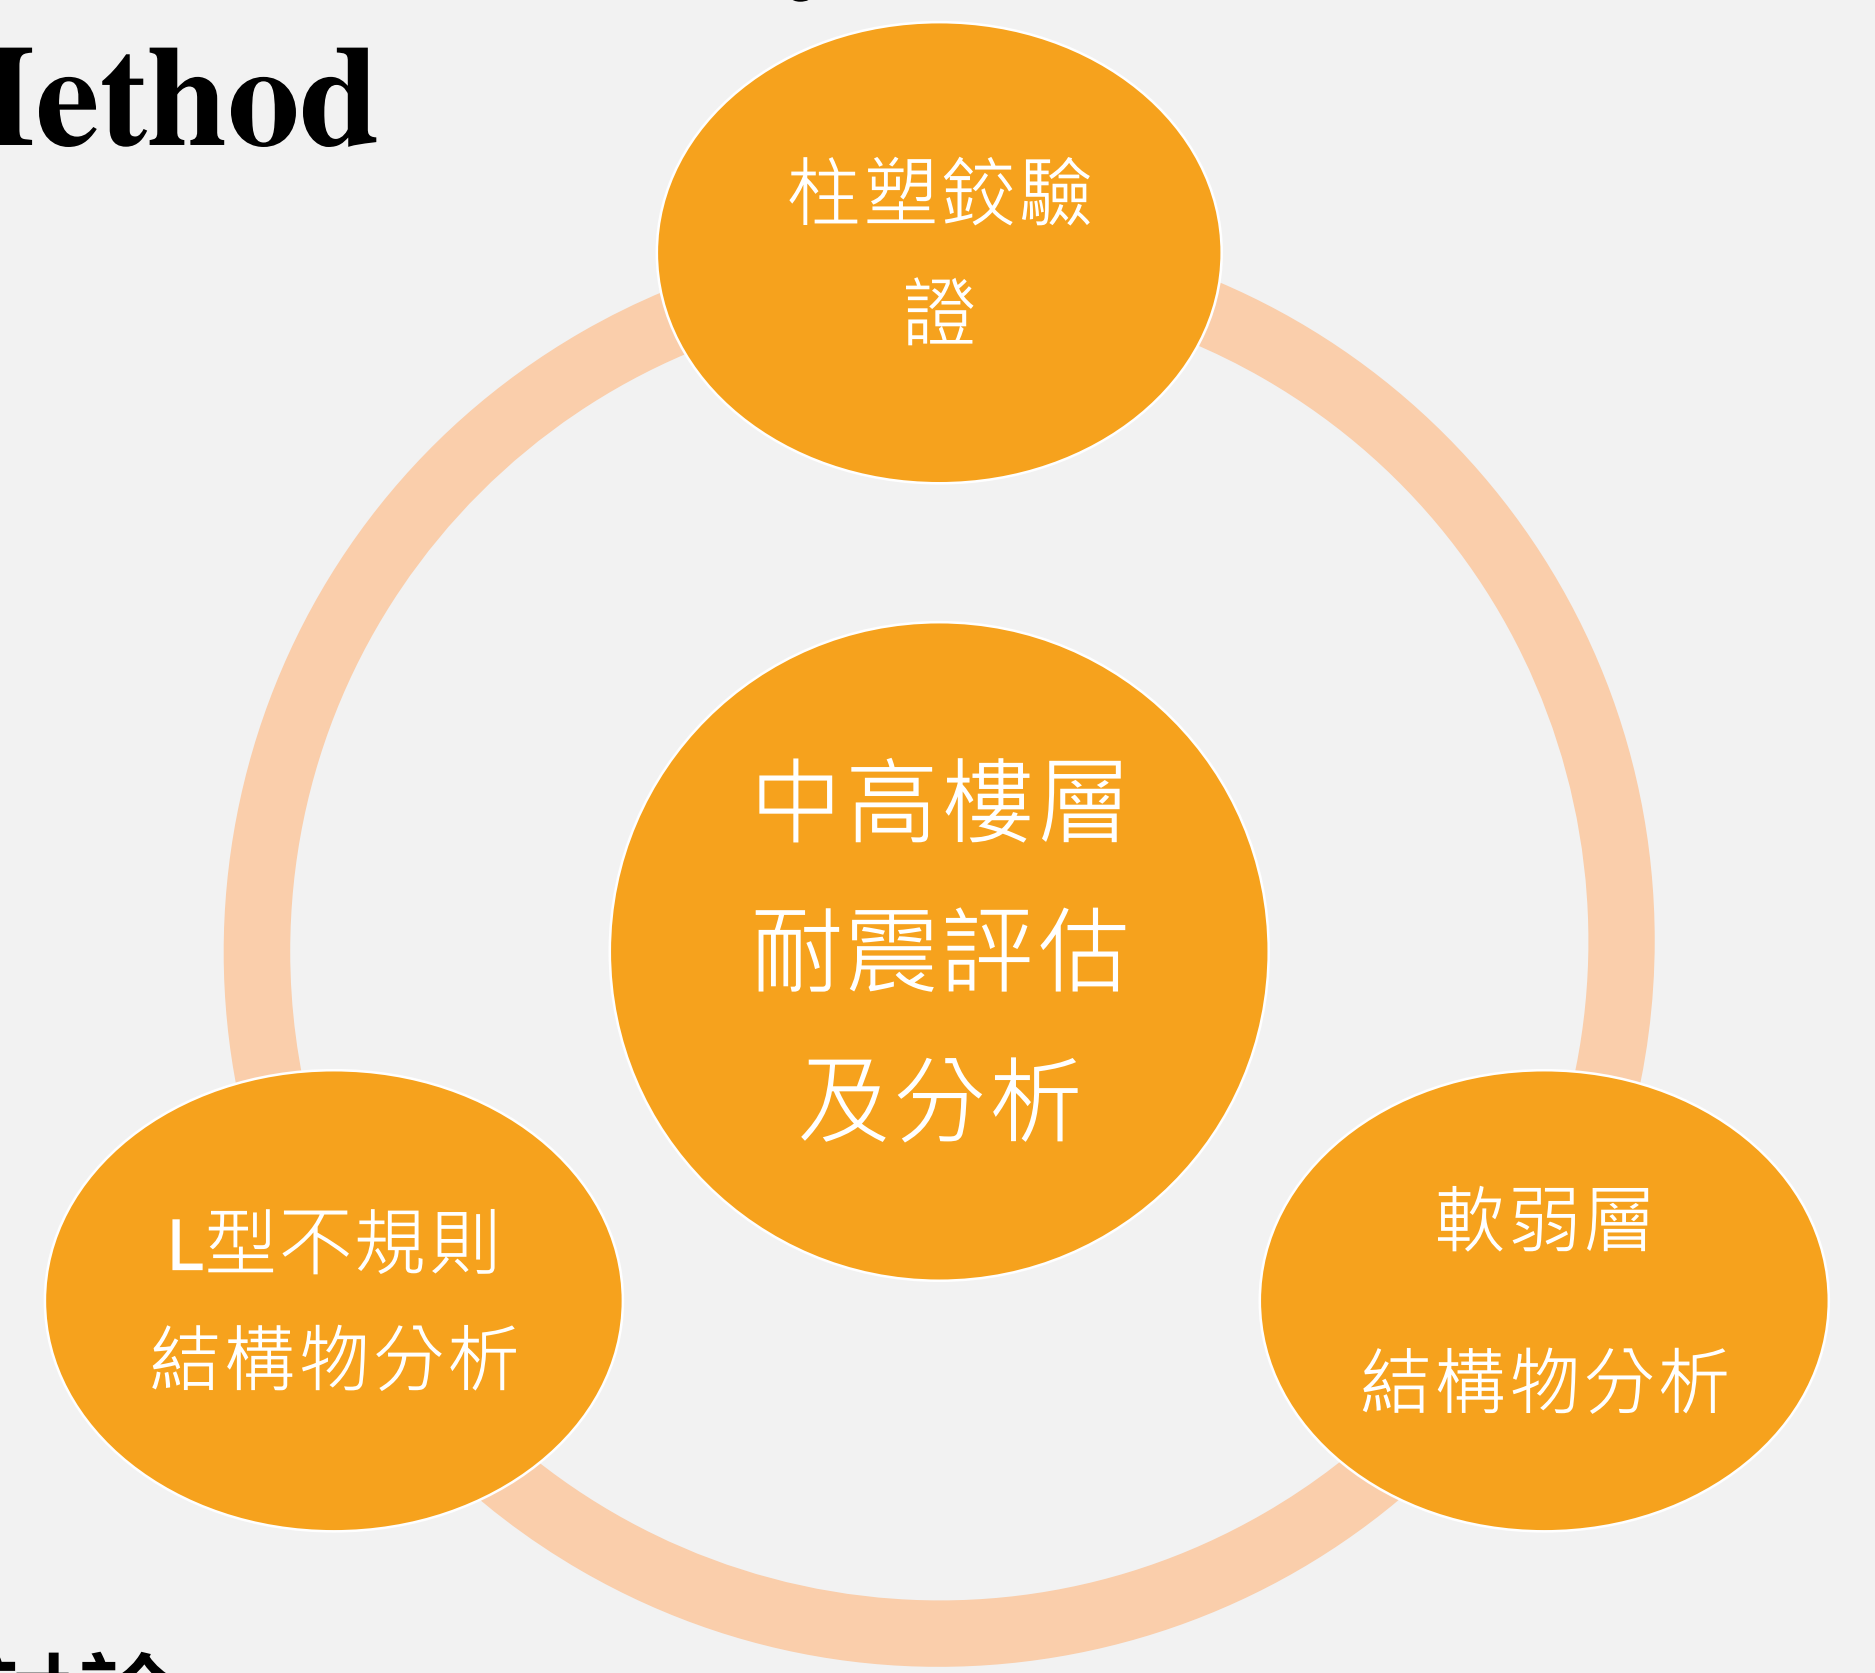 ethod
柱塑鉸驗
證
中高樓層
耐震評估
及分析
L型不規則
結構物分析
軟弱層
結構物分析